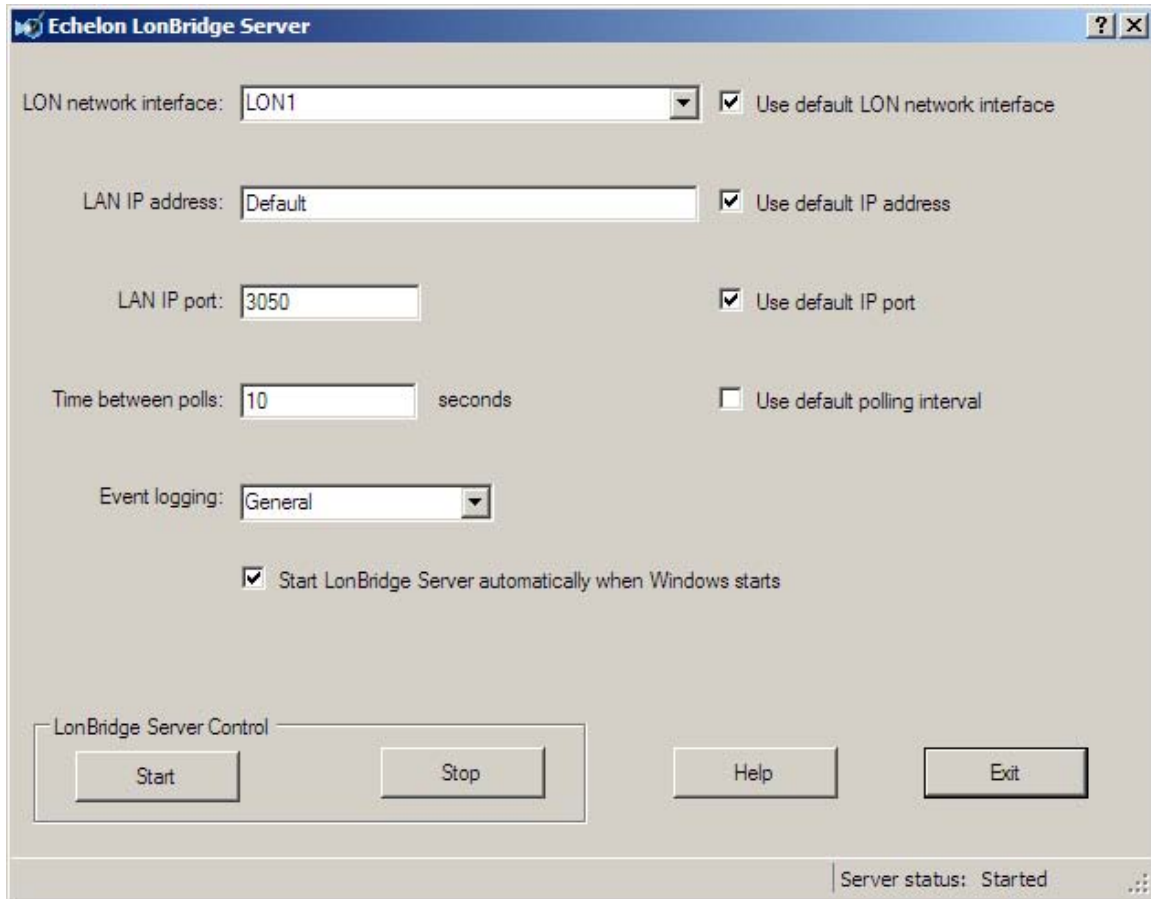 Echelon LonBridge Server
LON network interface: LON1 Use default LON network interface
LAN IP address: Default Use default IP address
LAN IP port: 3050 Use default IP port
Time between polls: 10 seconds Use default polling interval
Event logging: General
Start LonBridge Server automatically when Windows starts
LonBridge Server Control
Start Stop Help Exit
Server status: Started